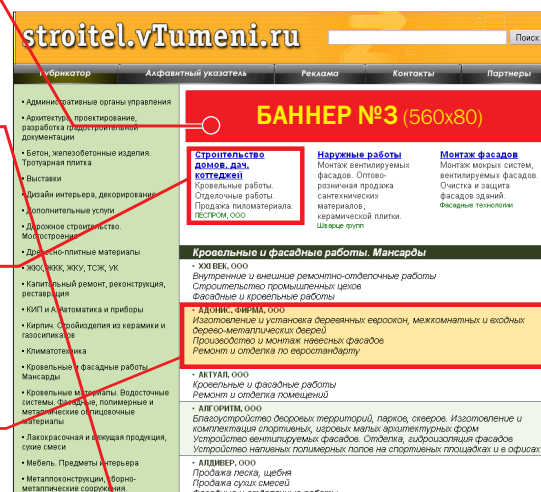 stroitel.vTumeni.ru
Поиск
Рубрикатор
Алфавитный указатель
Реклама
Контакты
Партнеры
• Административные органы управления
• Архитектура, проектирование,
разработка градостроительной
документации
• Бетон, железобетонные изделия.
Тротуарная плитка
• Выставки
• Дизайн интерьера, декорирование
• Дополнительные услуги
• Дорожное строительство.
Мостостроение
• Древесно-плитные материалы
• ЖКХ, ЖКК, ЖКУ, ТСЖ, УК
• Капитальный ремонт, реконструкция,
реставрация
• КИП и А. Автоматика и приборы
• Кирпич. Стройизделия из керамики и
газосиликатов
• Климатотехника
• Кровельные и фасадные работы.
Мансарды
• Кровельные материалы. Водосточные
системы. Фасадные, полимерные и
металлические облицовочные
материалы
• Лакокрасочная и вяжущая продукция,
сухие смеси
• Мебель. Предметы интерьера
• Металлоконструкции, сборно-
металлические сооружения.
БАННЕР №3 (560x80)
Строительство
домов, дач,
коттеджей
Кровельные работы.
Отделочные работы.
Продажа пиломатериала.
ЛЕСПРОМ, ООО
Наружные работы
Монтаж вентилируемых
фасадов. Оптово-
розничная продажа
сантехнических
материалов,
керамической плитки.
Шварце групп
Монтаж фасадов
Монтаж мокрых систем,
вентилируемых фасадов.
Очистка и защита
фасадов зданий.
Фасадные технологии
Кровельные и фасадные работы. Мансарды
• XXI ВЕК, ООО
Внутренние и внешние ремонтно-отделочные работы
Строительство промышленных цехов
Фасадные и кровельные работы
• АДОНИС, ФИРМА, ООО
Изготовление и установка деревянных евроокон, межкомнатных и входных
дерево-металлических дверей
Производство и монтаж навесных фасадов
Ремонт и отделка по евростандарту
• АКТУАЛ, ООО
Кровельные и фасадные работы
Ремонт и отделка помещений
• АЛГОРИТМ, ООО
Благоустройство дворовых территорий, парков, скверов. Изготовление и
комплектация спортивных, игровых малых архитектурных форм
Устройство вентилируемых фасадов. Отделка, гидроизоляция фасадов
Устройство наливных полимерных полов на спортивных площадках и в офисах
• АЛДИВЕР, ООО
Продажа песка, щебня
Продажа сухих смесей
Фасадные и отделочные работы